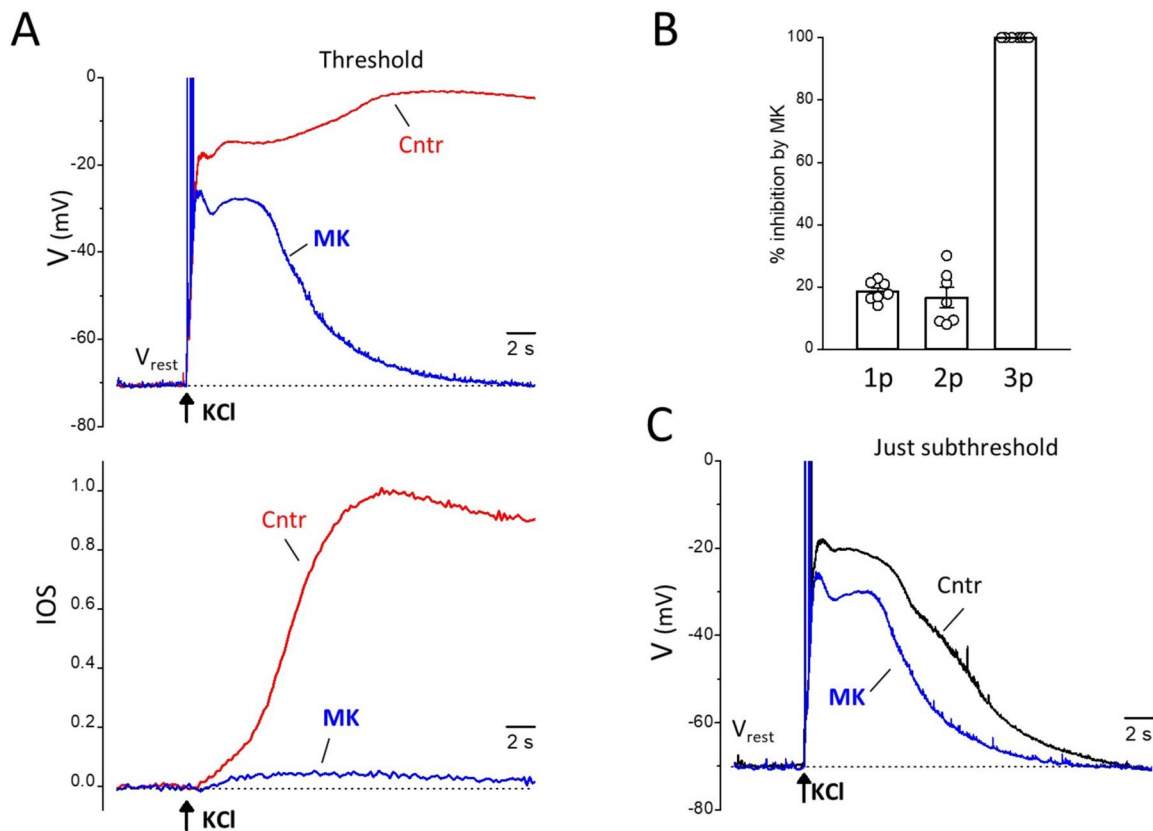 A
Threshold
0
-20
-40
-60
-80
V (mV)
Cntr
MK
Vrest
2 s
KCl
1.0
0.8
0.6
0.4
0.2
0.0
IOS
Cntr
MK
2 s
KCl
B
100
80
60
40
20
0
% inhibition by MK
1p 2p 3p
C
Just subthreshold
0
-20
-40
-60
-80
V (mV)
Cntr
MK
Vrest
2 s
KCl